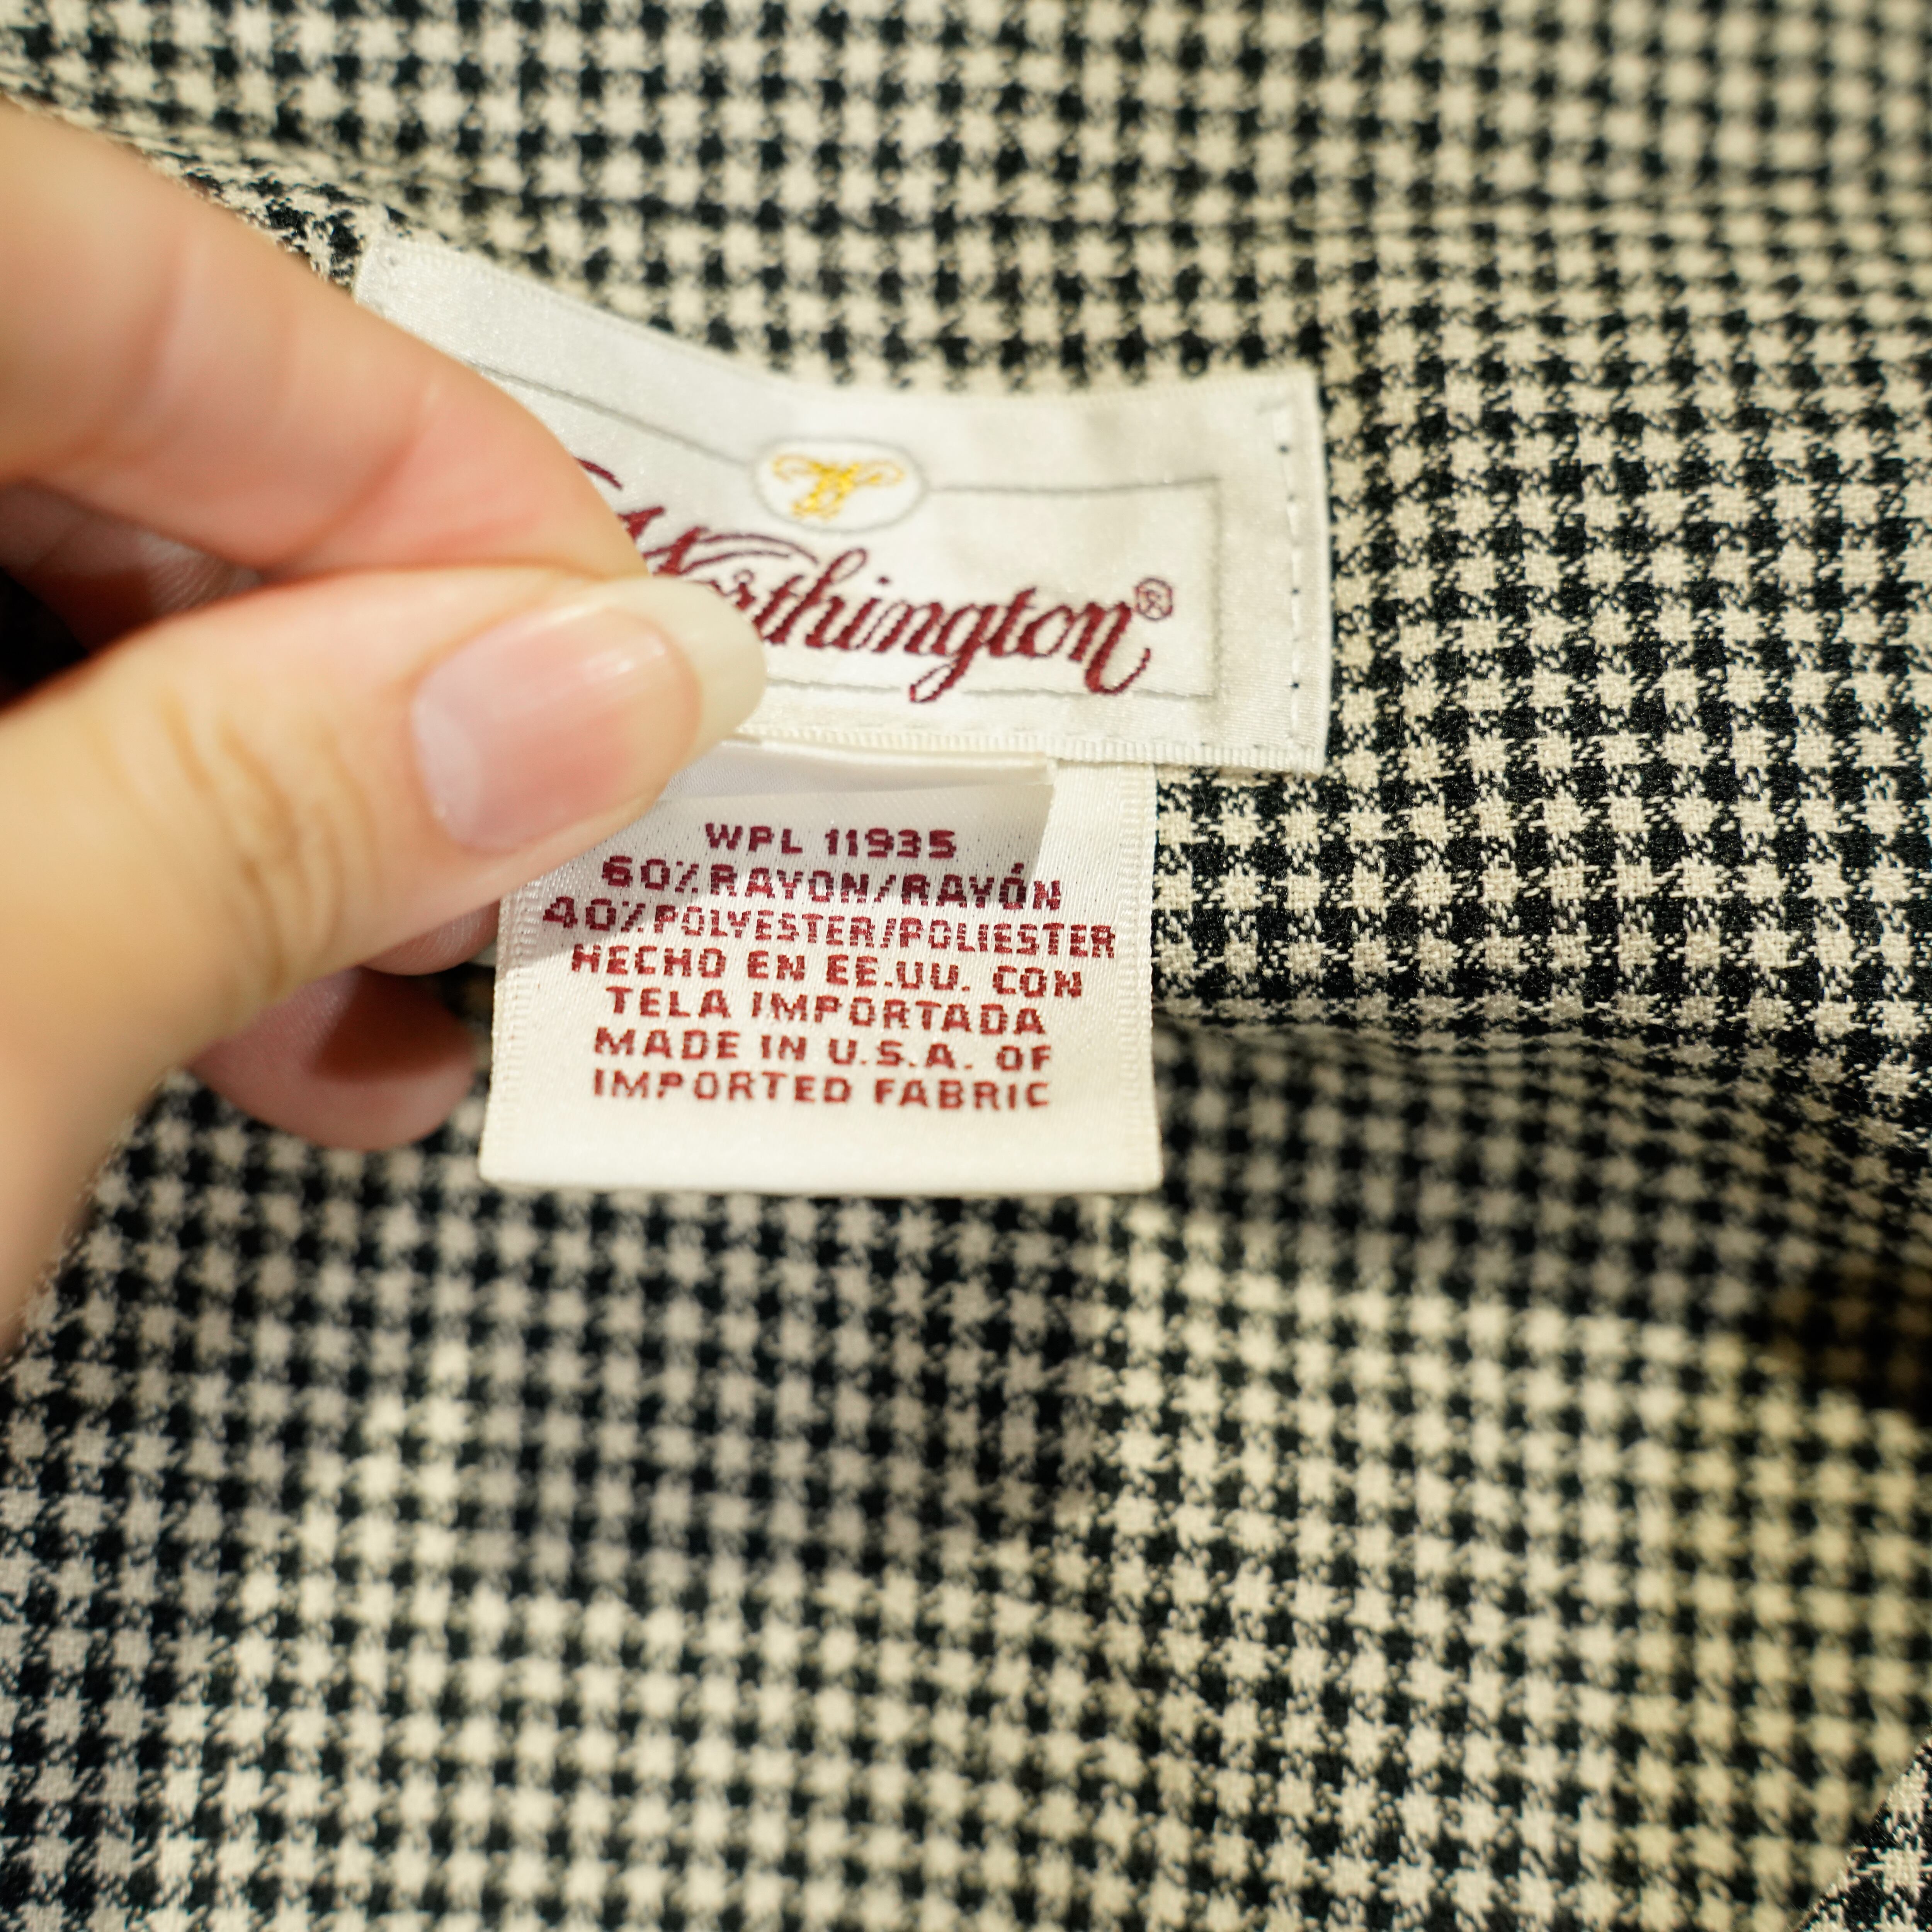 Worthington®
WPL 11935
60% RAYON/RAYÓN
40% POLYESTER/POLIESTER
HECHO EN EE.UU. CON
TELA IMPORTADA
MADE IN U.S.A. OF
IMPORTED FABRIC